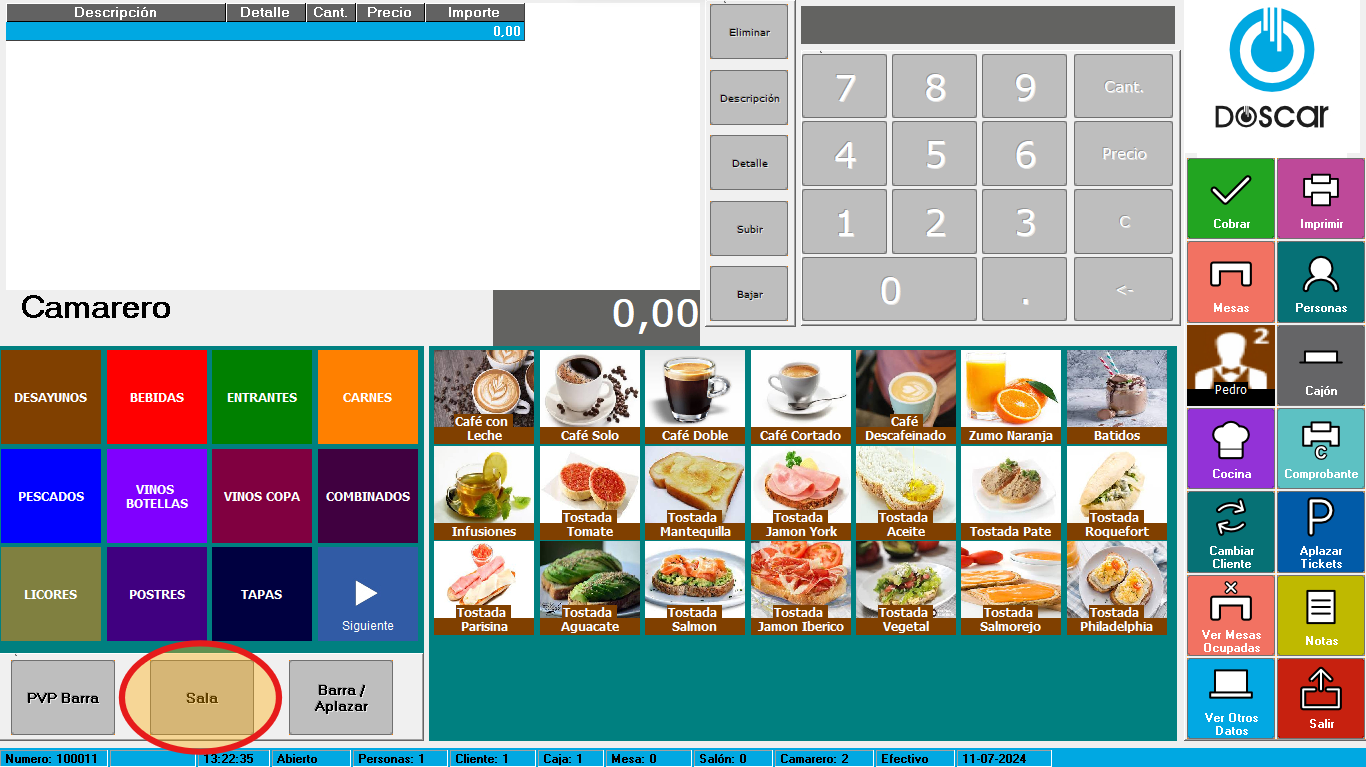 Descripción Detalle Cant. Precio Importe
0,00
Eliminar
Descripción
Detalle
Subir
Bajar
7 8 9 Cant.
4 5 6 Precio
1 2 3 C
0 . <-
Camarero
0,00
DOSCAR
Cobrar
Imprimir
Mesas
Personas
2
Pedro
Cajón
Cocina
C
Comprobante
Cambiar
Cliente
P
Aplazar
Tickets
Ver Mesas
Ocupadas
Notas
Ver Otros
Datos
Salir
DESAYUNOS BEBIDAS ENTRANTES CARNES
PESCADOS
VINOS
BOTELLAS
VINOS COPA
COMBINADOS
LICORES POSTRES TAPAS
Siguiente
PVP Barra
Sala
Barra /
Aplazar
Café con
Leche
Café Solo
Café Doble
Café Cortado
Café
Descafeinado
Zumo Naranja
Batidos
Infusiones
Tostada
Tomate
Tostada
Mantequilla
Tostada
Jamon York
Tostada
Aceite
Tostada Pate
Tostada
Roquefort
Tostada
Parisina
Tostada
Aguacate
Tostada
Salmon
Tostada
Jamon Iberico
Tostada
Vegetal
Tostada
Salmorejo
Tostada
Philadelphia
Numero: 100011 13:22:35 Abierto Personas: 1 Cliente: 1 Caja: 1 Mesa: 0 Salón: 0 Camarero: 2 Efectivo 11-07-2024